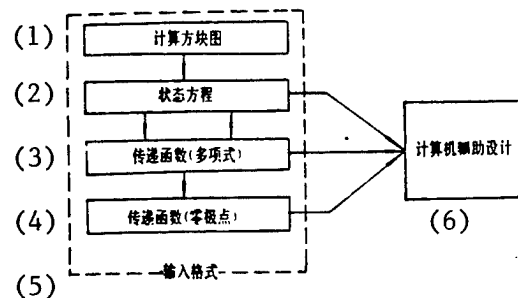 (1) 计算方块图
(2) 状态方程
(3) 传递函数(多项式)
(4) 传递函数(零极点)
计算机辅助设计
(6)
(5) 输入格式